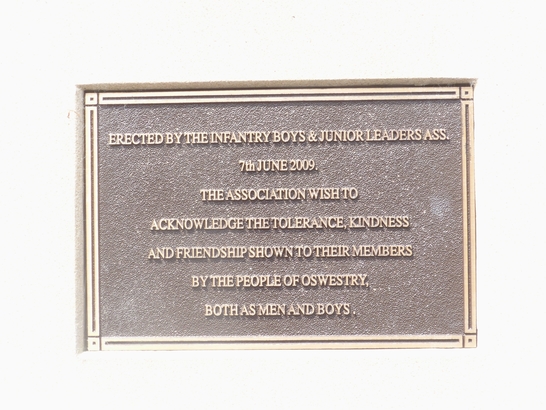 ERECTED BY THE INFANTRY BOYS & JUNIOR LEADERS ASS.
7th JUNE 2009.
THE ASSOCIATION WISH TO
ACKNOWLEDGE THE TOLERANCE, KINDNESS
AND FRIENDSHIP SHOWN TO THEIR MEMBERS
BY THE PEOPLE OF OSWESTRY,
BOTH AS MEN AND BOYS .